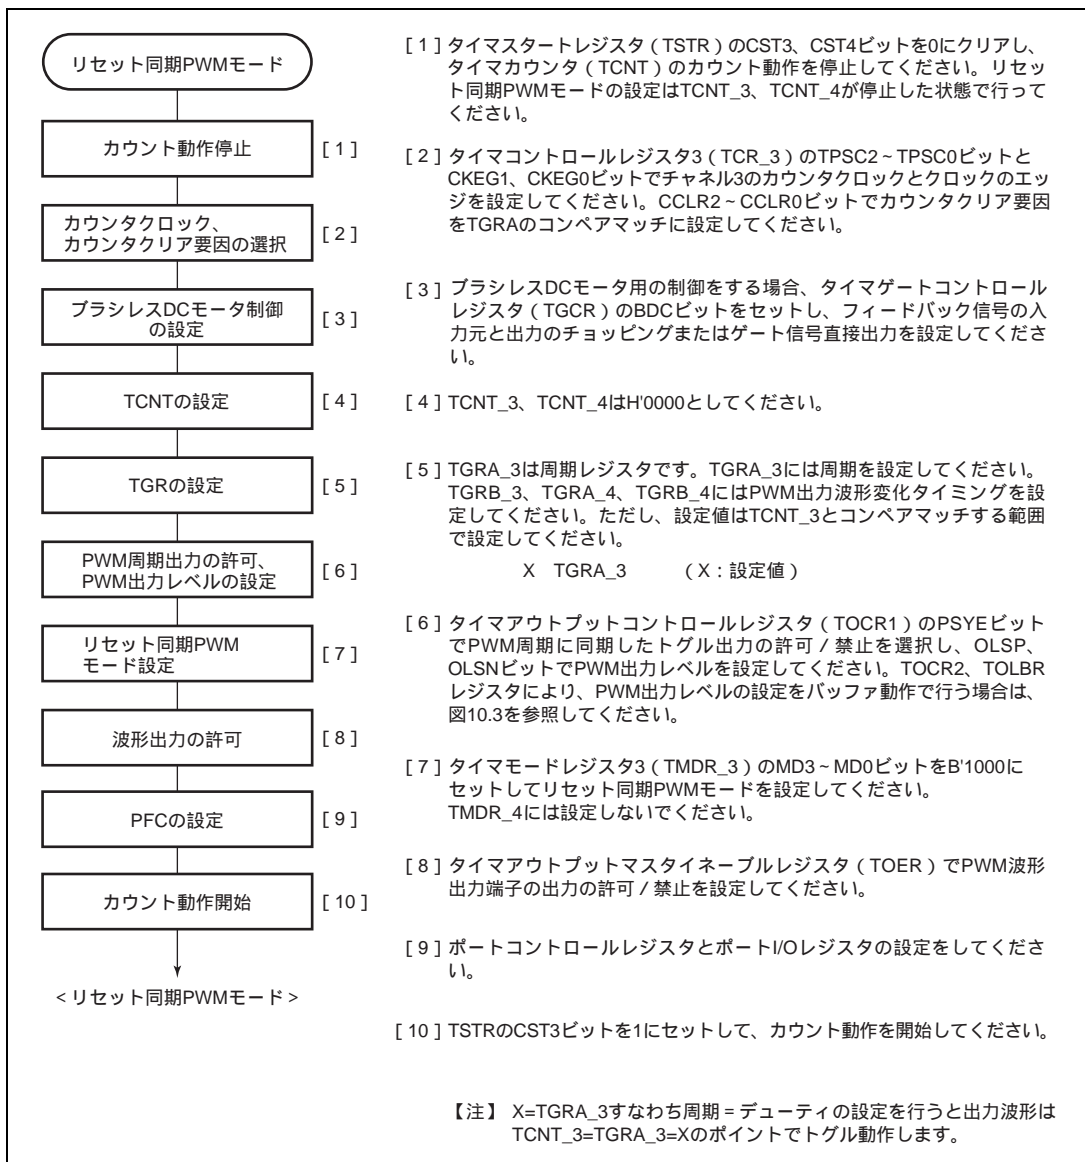 リセット同期PWMモード
カウント動作停止
[ 1 ]
カウンタクロック、
カウンタクリア要因の選択
[ 2 ]
ブラシレスDCモータ制御
の設定
[ 3 ]
TCNTの設定
[ 4 ]
TGRの設定
[ 5 ]
PWM周期出力の許可、
PWM出力レベルの設定
[ 6 ]
リセット同期PWM
モード設定
[ 7 ]
波形出力の許可
[ 8 ]
PFCの設定
[ 9 ]
カウント動作開始
[ 10 ]
< リセット同期PWMモード >
[ 1 ] タイマスタートレジスタ（TSTR）のCST3、CST4ビットを0にクリアし、
タイマカウンタ（TCNT）のカウント動作を停止してください。リセッ
ト同期PWMモードの設定はTCNT_3、TCNT_4が停止した状態で行って
ください。
[ 2 ] タイマコントロールレジスタ3（TCR_3）のTPSC2～TPSC0ビットと
CKEG1、CKEG0ビットでチャネル3のカウンタクロックとクロックのエッ
ジを設定してください。CCLR2～CCLR0ビットでカウンタクリア要因
をTGRAのコンペアマッチに設定してください。
[ 3 ] ブラシレスDCモータ用の制御をする場合、タイマゲートコントロール
レジスタ（TGCR）のBDCビットをセットし、フィードバック信号の入
力元と出力のチョッピングまたはゲート信号直接出力を設定してくださ
い。
[ 4 ] TCNT_3、TCNT_4はH'0000としてください。
[ 5 ] TGRA_3は周期レジスタです。TGRA_3には周期を設定してください。
TGRB_3、TGRA_4、TGRB_4にはPWM出力波形変化タイミングを設
定してください。ただし、設定値はTCNT_3とコンペアマッチする範囲
で設定してください。
X TGRA_3 （X：設定値）
[ 6 ] タイマアウトプットコントロールレジスタ（TOCR1）のPSYEビット
でPWM周期に同期したトグル出力の許可／禁止を選択し、OLSP、
OLSNビットでPWM出力レベルを設定してください。TOCR2、TOLBR
レジスタにより、PWM出力レベルの設定をバッファ動作で行う場合は、
図10.3を参照してください。
[ 7 ] タイマモードレジスタ3（TMDR_3）のMD3～MD0ビットをB'1000に
セットしてリセット同期PWMモードを設定してください。
TMDR_4には設定しないでください。
[ 8 ] タイマアウトプットマスタイネーブルレジスタ（TOER）でPWM波形
出力端子の出力の許可／禁止を設定してください。
[ 9 ] ポートコントロールレジスタとポートI/Oレジスタの設定をしてくださ
い。
[ 10 ] TSTRのCST3ビットを1にセットして、カウント動作を開始してください。
【注】 X=TGRA_3すなわち周期 = デューティの設定を行うと出力波形は
TCNT_3=TGRA_3=Xのポイントでトグル動作します。